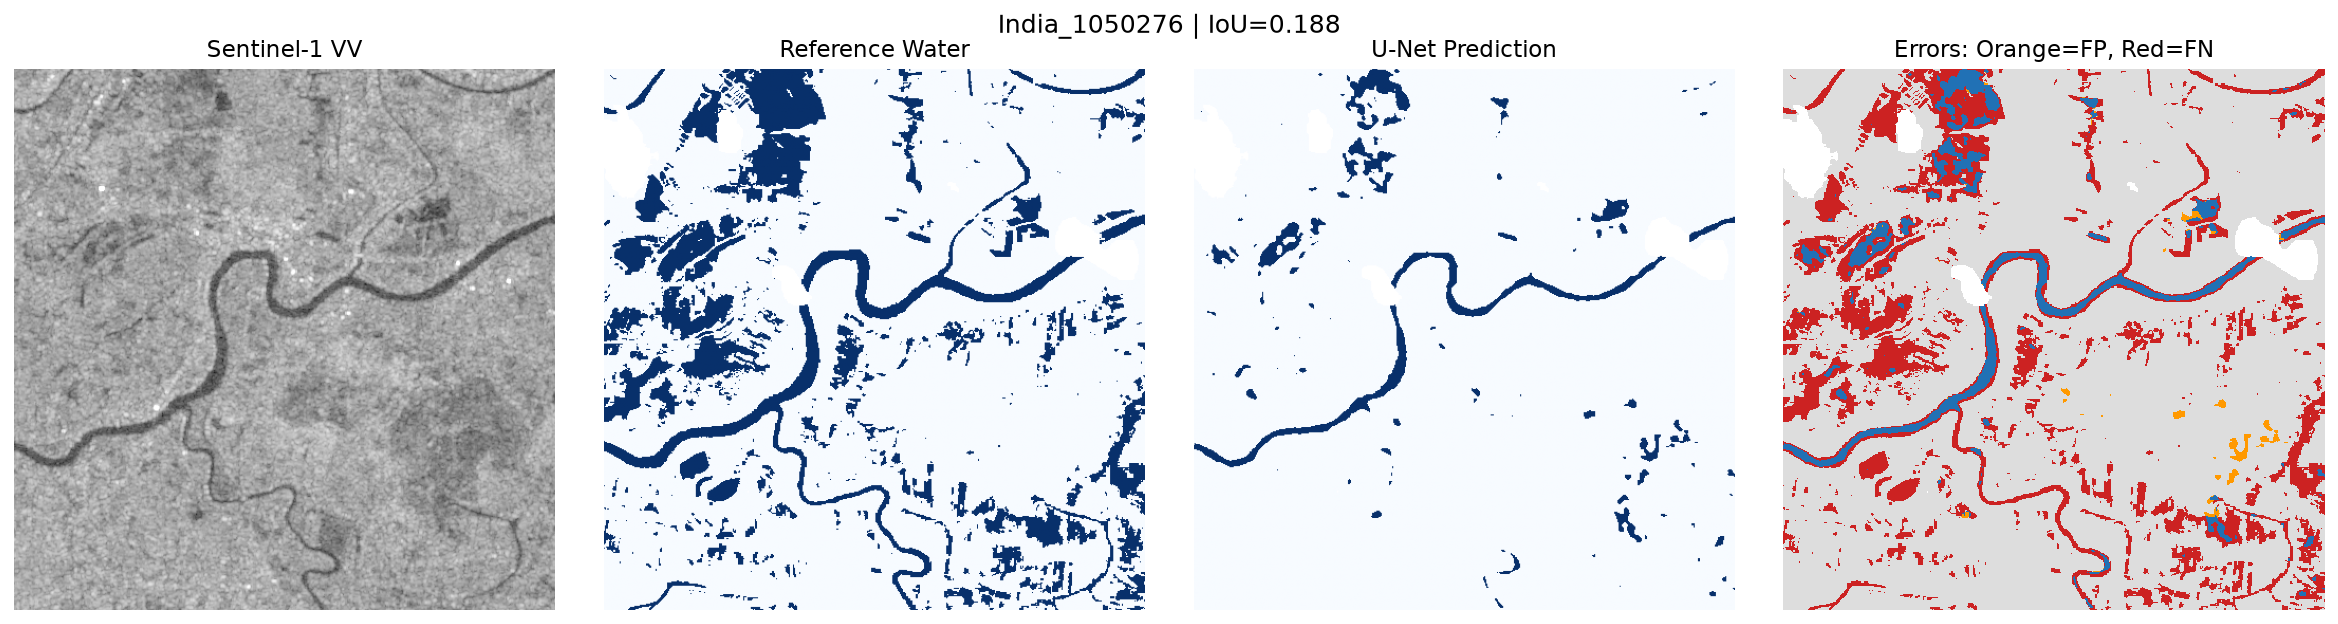 India_1050276 | IoU=0.188
Sentinel-1 VV
Reference Water
U-Net Prediction
Errors: Orange=FP, Red=FN